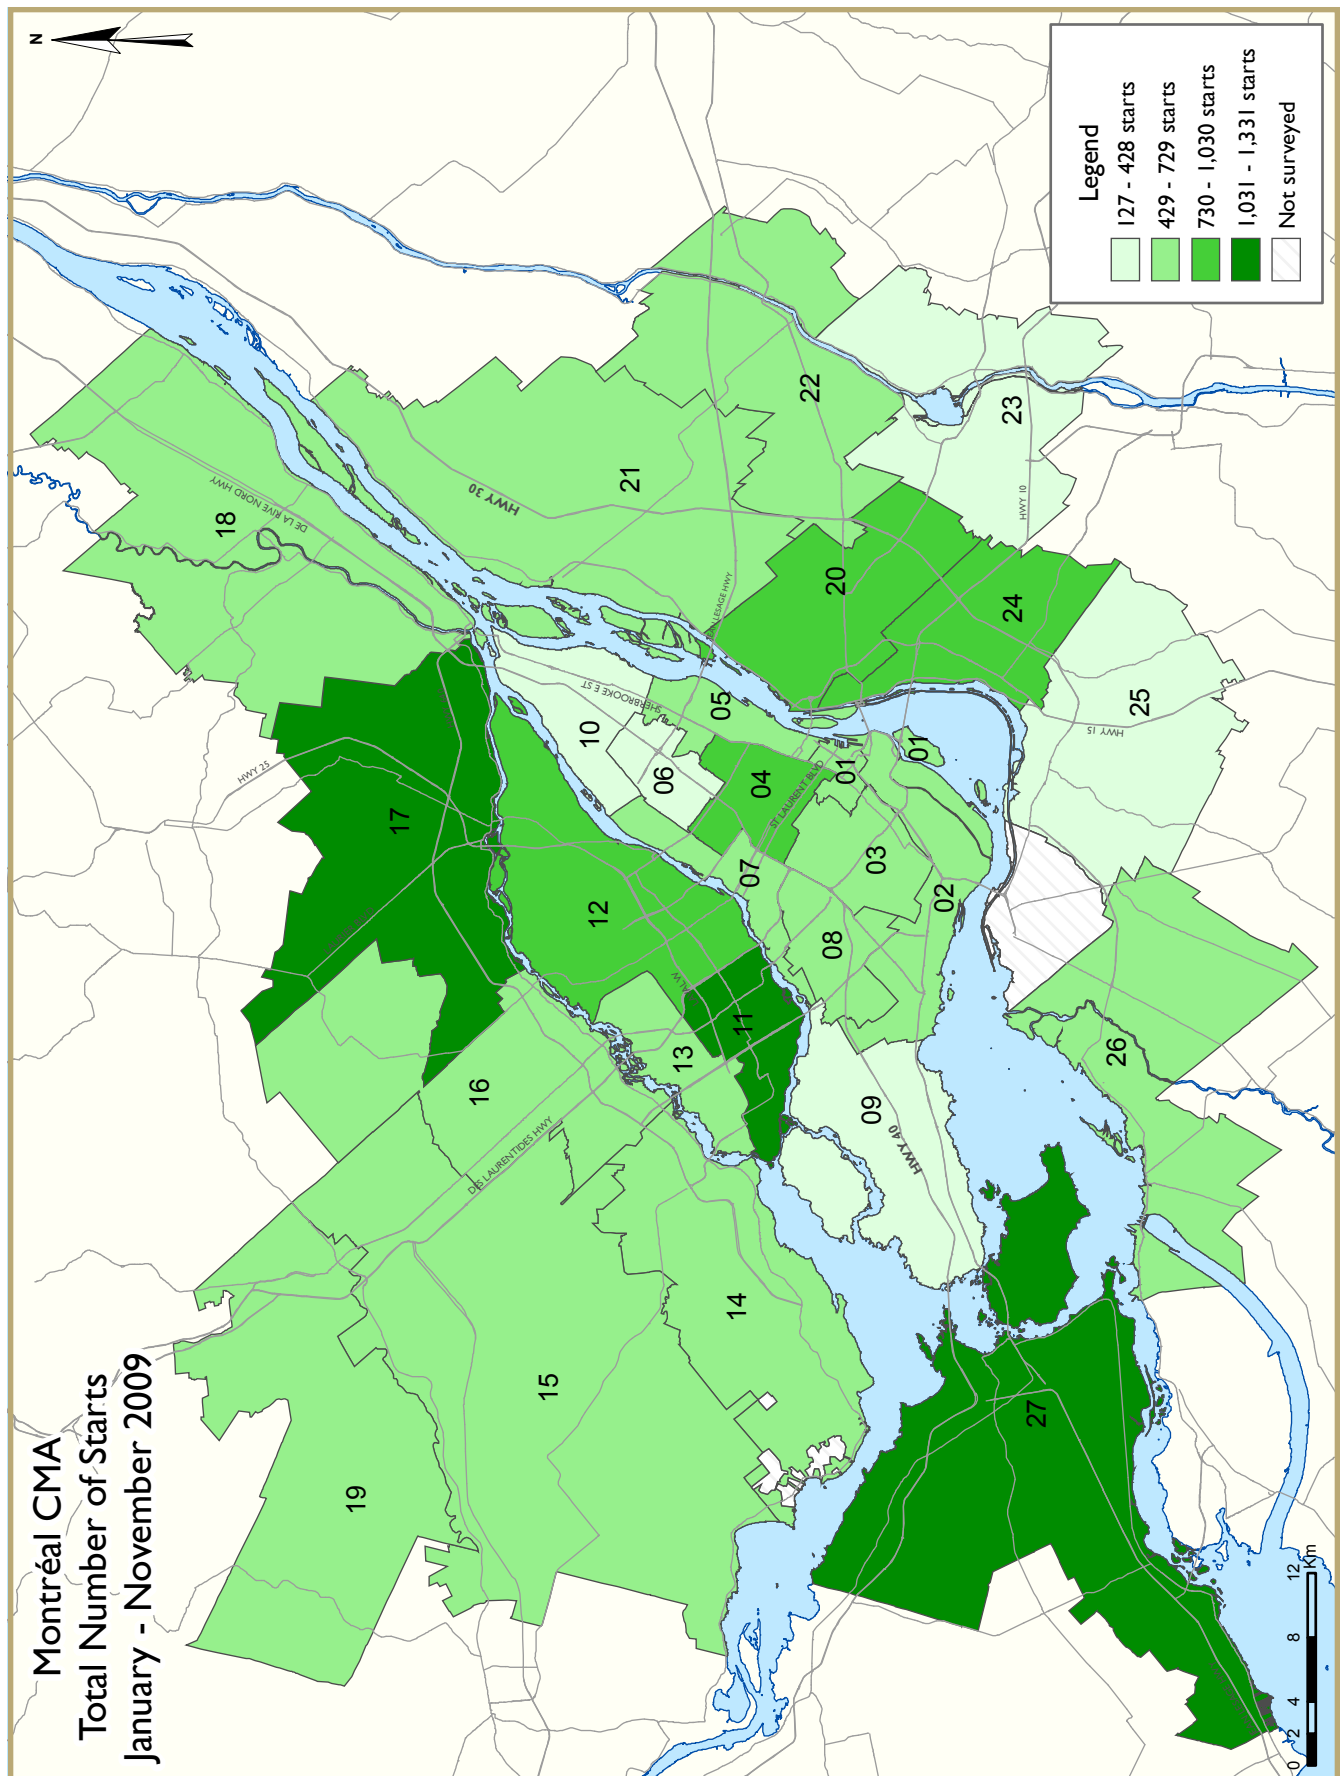 Montréal CMA
Total Number of Starts
January - November 2009
N
Legend
127 - 428 starts
429 - 729 starts
730 - 1,030 starts
1,031 - 1,331 starts
Not surveyed
19
15
14
16
13
11
12
17
18
27
09
26
08
02
03
07
04
01
01
06
10
05
25
24
20
21
22
23
DES LAURENTIDES HWY
HWY 25
DE LA RIVE NORD HWY
HWY 30
SHERBROOKE E ST
ST LAURENT BLVD
HWY 40
HWY 15
HWY 10
LESAGE HWY
0 2 4 8 12
Km